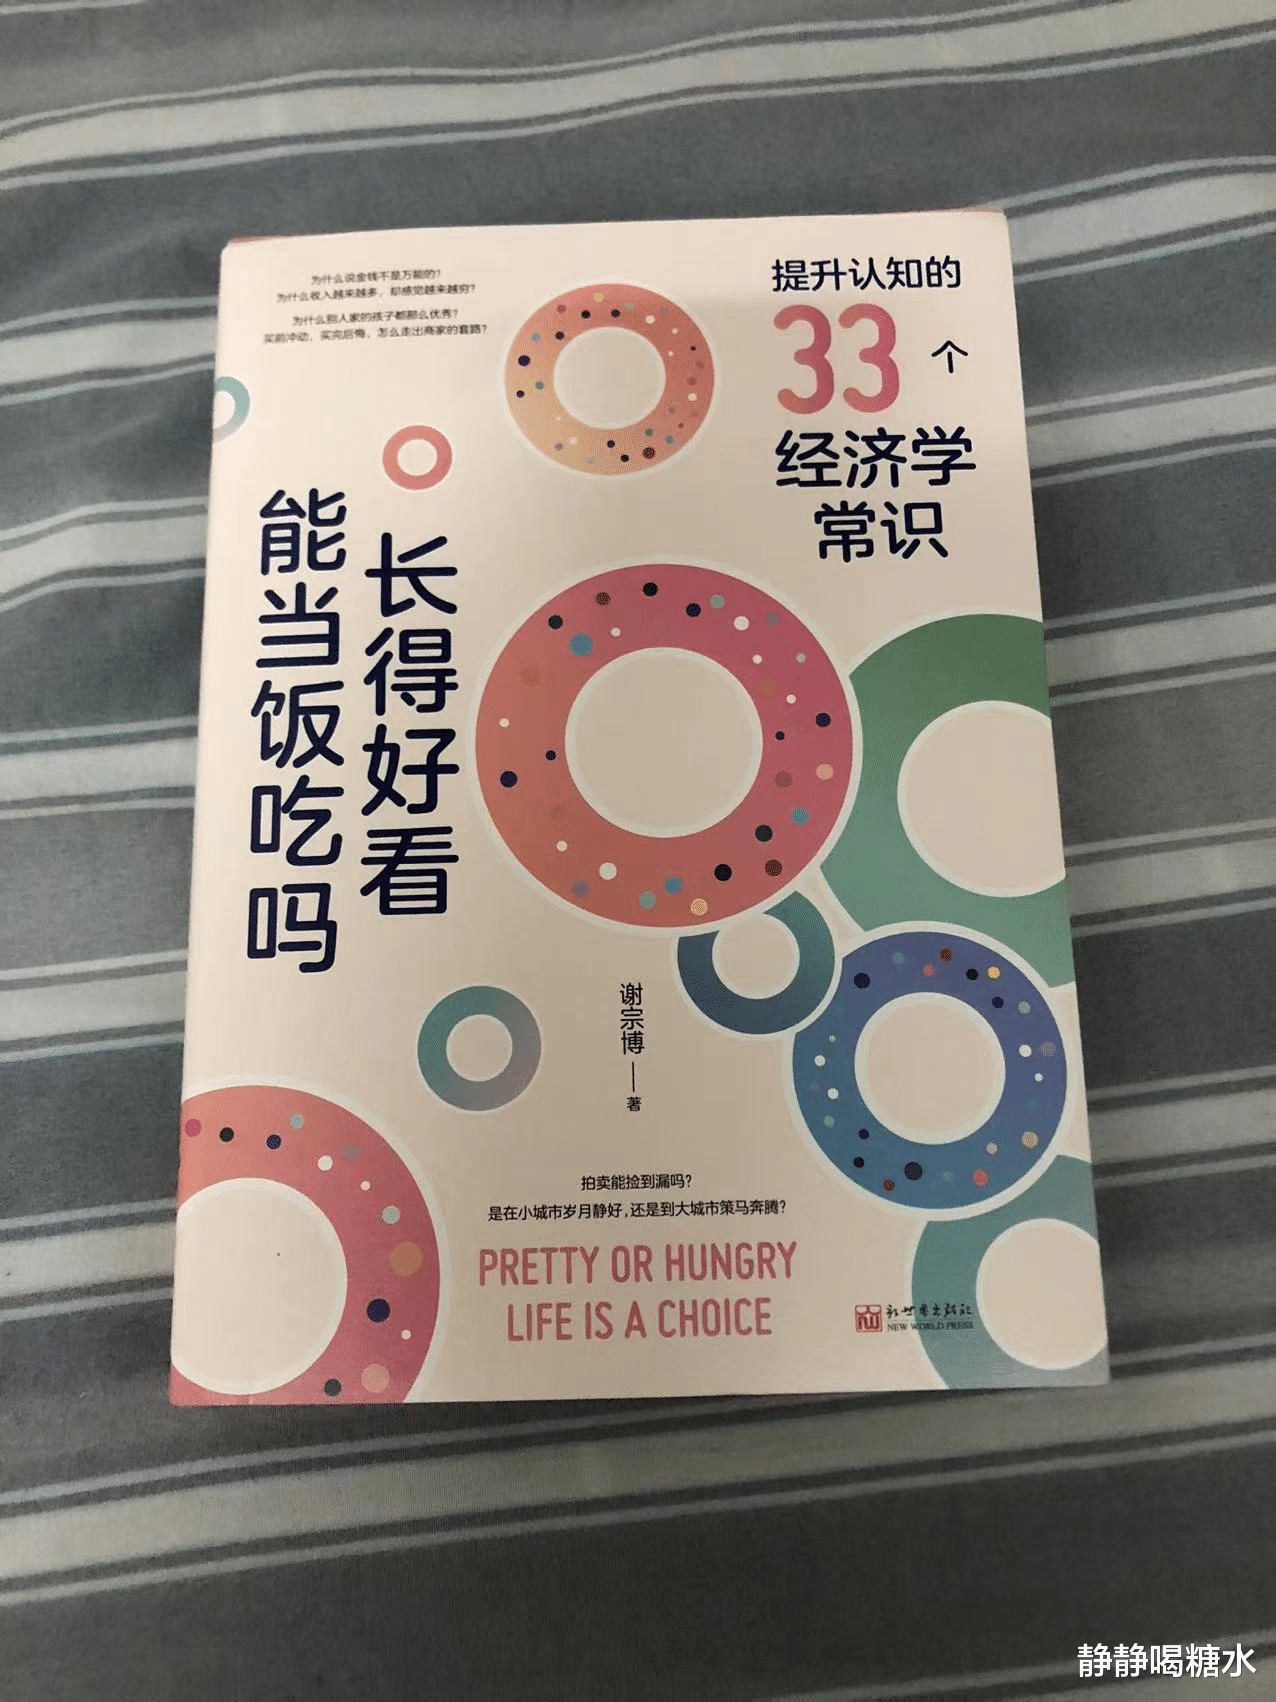 为什么说金钱不是万能的？
为什么收入越来越多，却感觉越来越穷？
为什么别人家的孩子都那么优秀？
买前冲动，买完后悔，怎么走出商家的套路？
提升认知的
33个
经济学
常识
长得好看
能当饭吃吗
谢宗博
著
拍卖能捡到漏吗？
是在小城市岁月静好，还是到大城市策马奔腾？
PRETTY OR HUNGRY
LIFE IS A CHOICE
新世界出版社
NEW WORLD PRESS
静静喝糖水